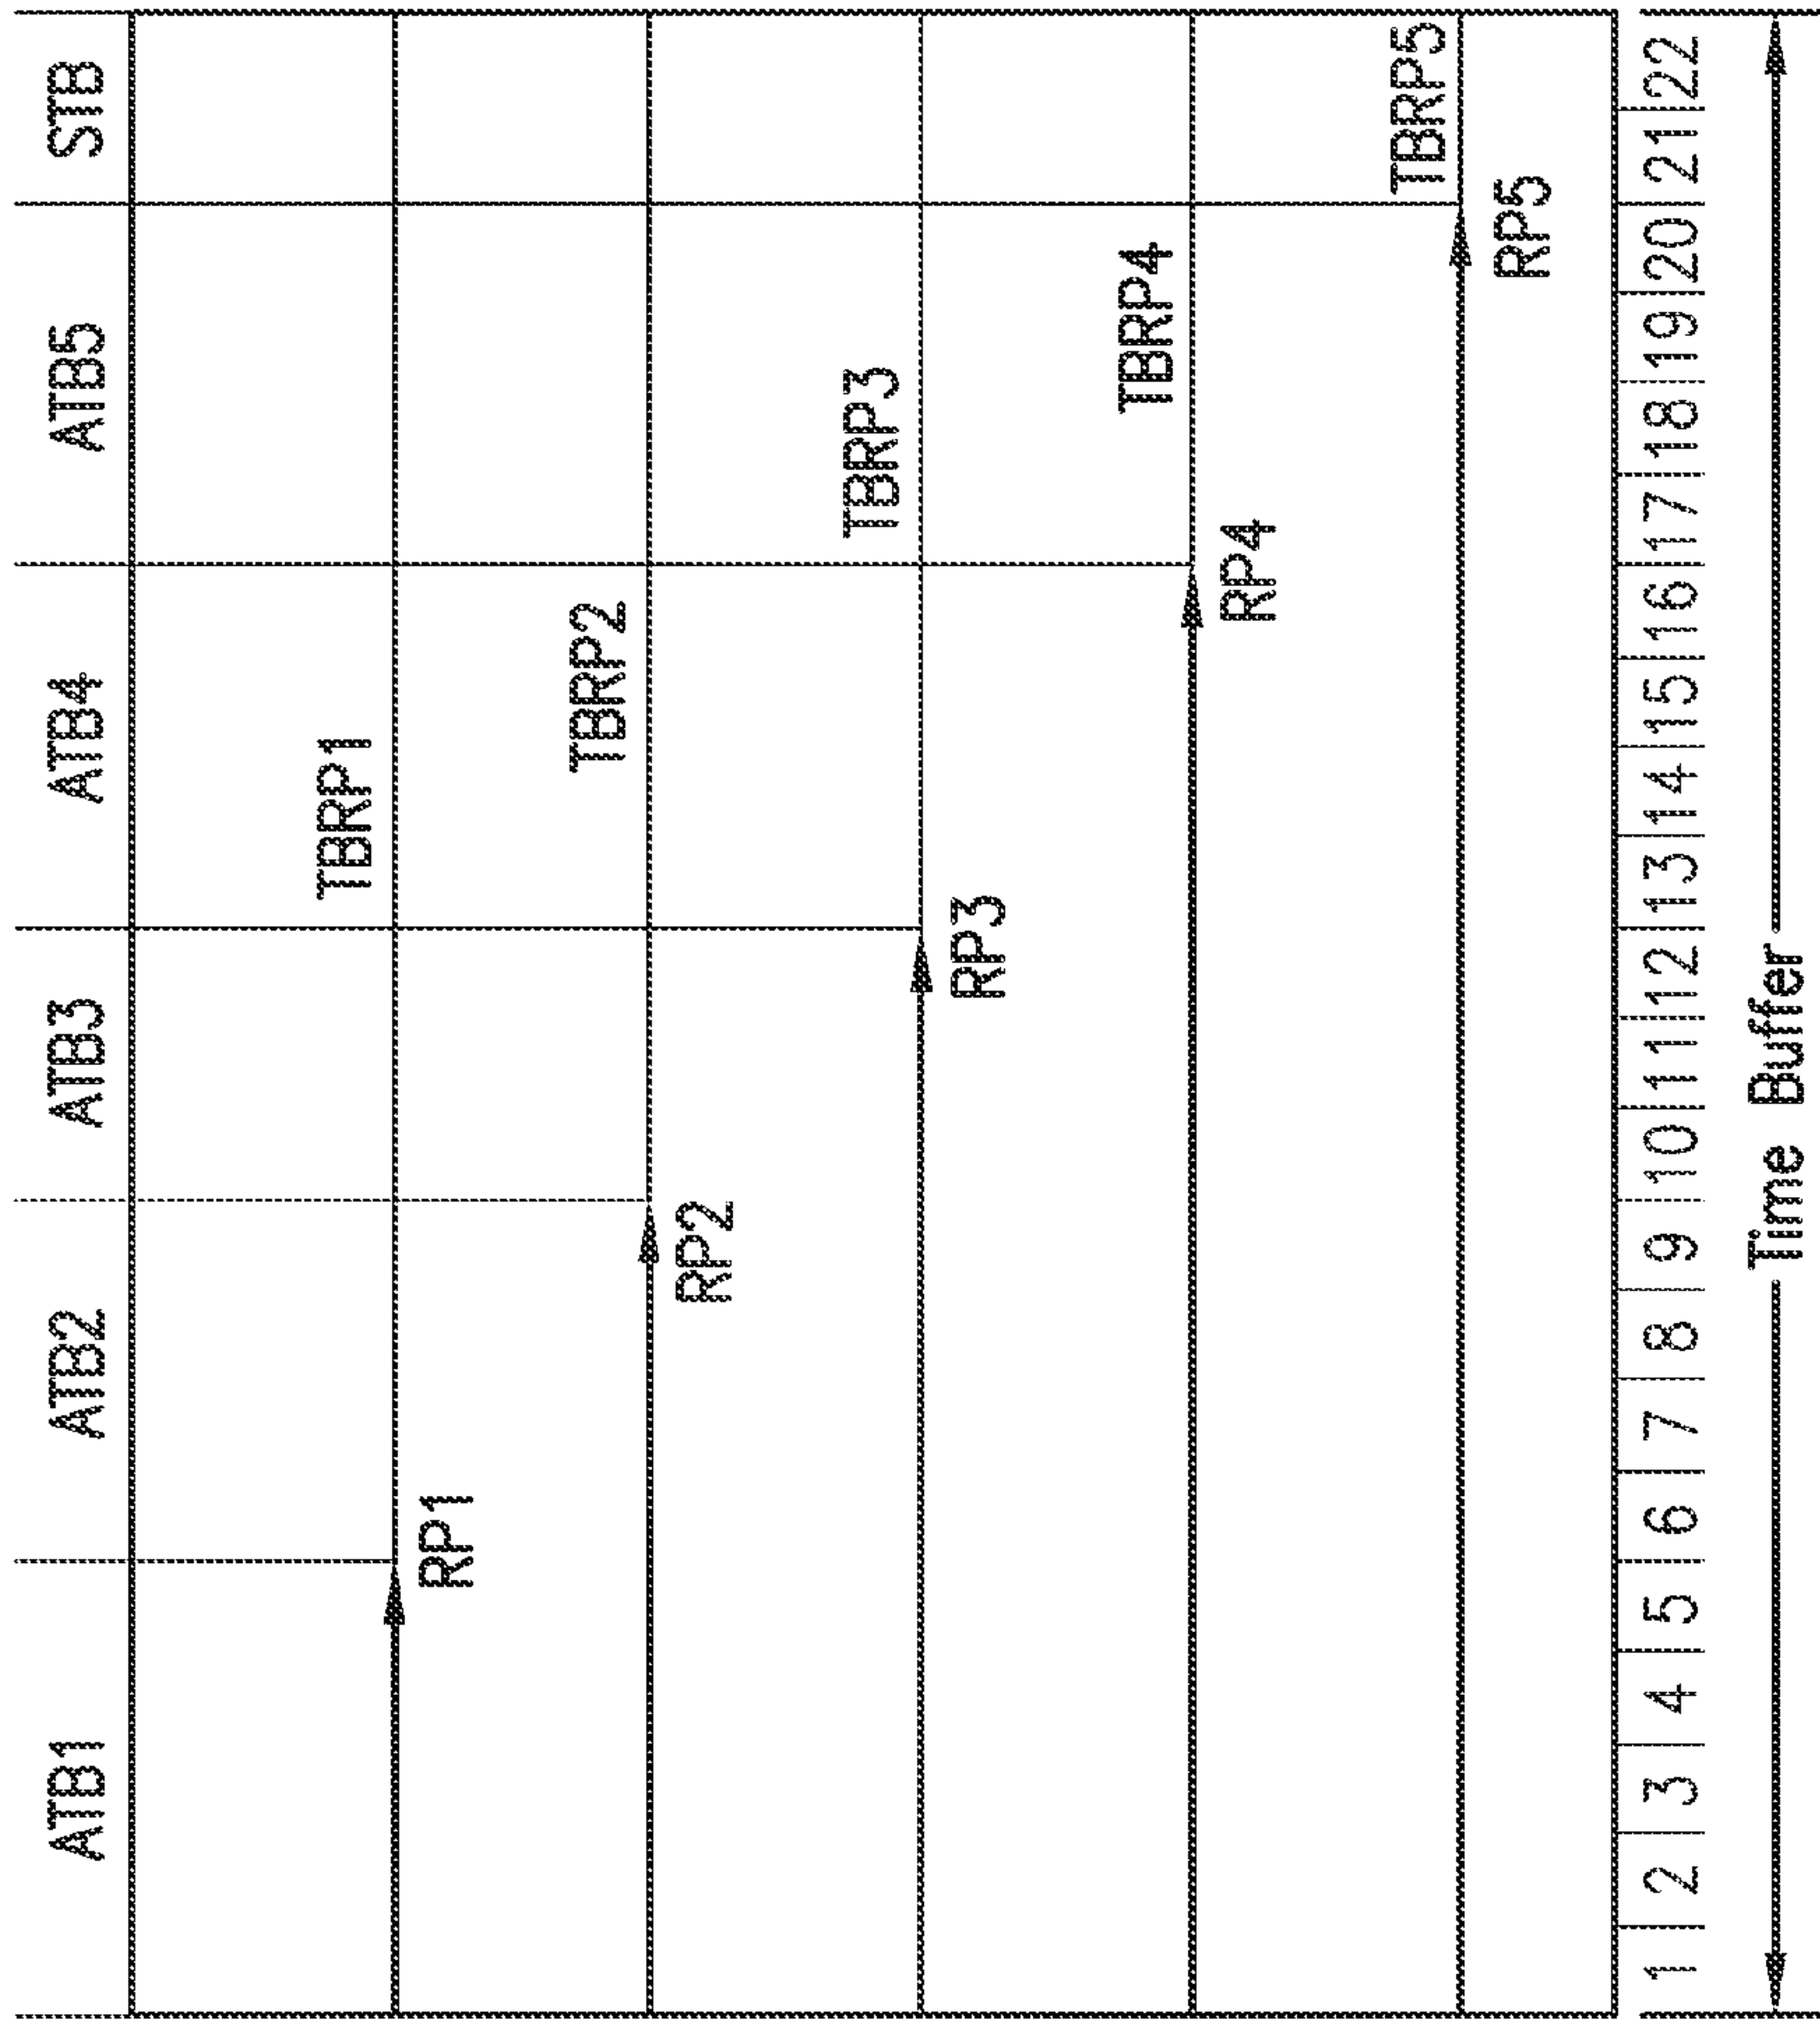 ATB1 ATB2 ATB3 ATB4 ATB5 STB
TBRP1
RP1
TBRP2
RP2
TBRP3
RP3
TBRP4
RP4
TBRP5
RP5
1 2 3 4 5 6 7 8 9 10 11 12 13 14 15 16 17 18 19 20 21 22
Time Buffer